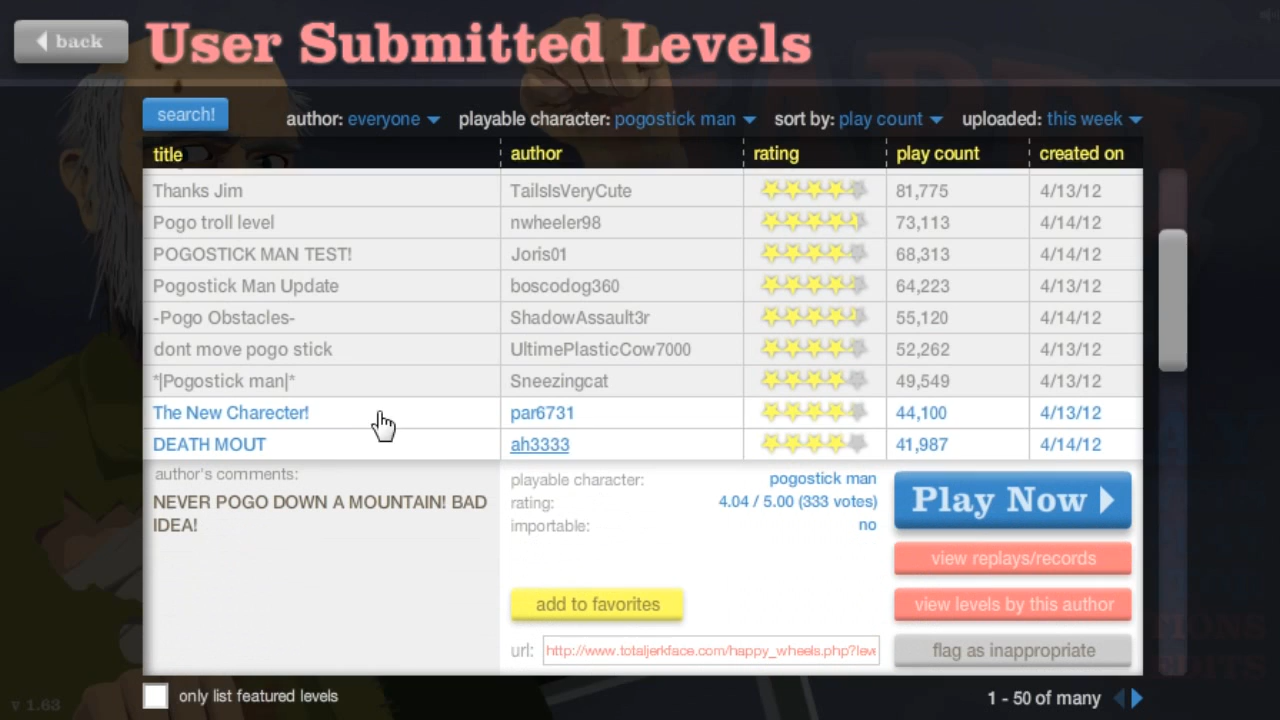 back
User Submitted Levels
search!
author: everyone playable character: pogostick man sort by: play count uploaded: this week
title author rating play count created on
Thanks Jim TailsIsVeryCute 81,775 4/13/12
Pogo troll level nwheeler98 73,113 4/14/12
POGOSTICK MAN TEST! Joris01 68,313 4/14/12
Pogostick Man Update boscodog360 64,223 4/14/12
-Pogo Obstacles- ShadowAssault3r 55,120 4/14/12
dont move pogo stick UltimePlasticCow7000 52,262 4/13/12
*|Pogostick man|* Sneezingcat 49,549 4/13/12
The New Charecter! par6731 44,100 4/13/12
DEATH MOUT ah3333 41,987 4/14/12
author's comments:
NEVER POGO DOWN A MOUNTAIN! BAD
IDEA!
playable character: pogostick man
rating: 4.04 / 5.00 (333 votes)
importable: no
add to favorites
url: http://www.totaljerkface.com/happy_wheels.php?leve
Play Now
view replays/records
view levels by this author
flag as inappropriate
only list featured levels
1 - 50 of many
v 1.63